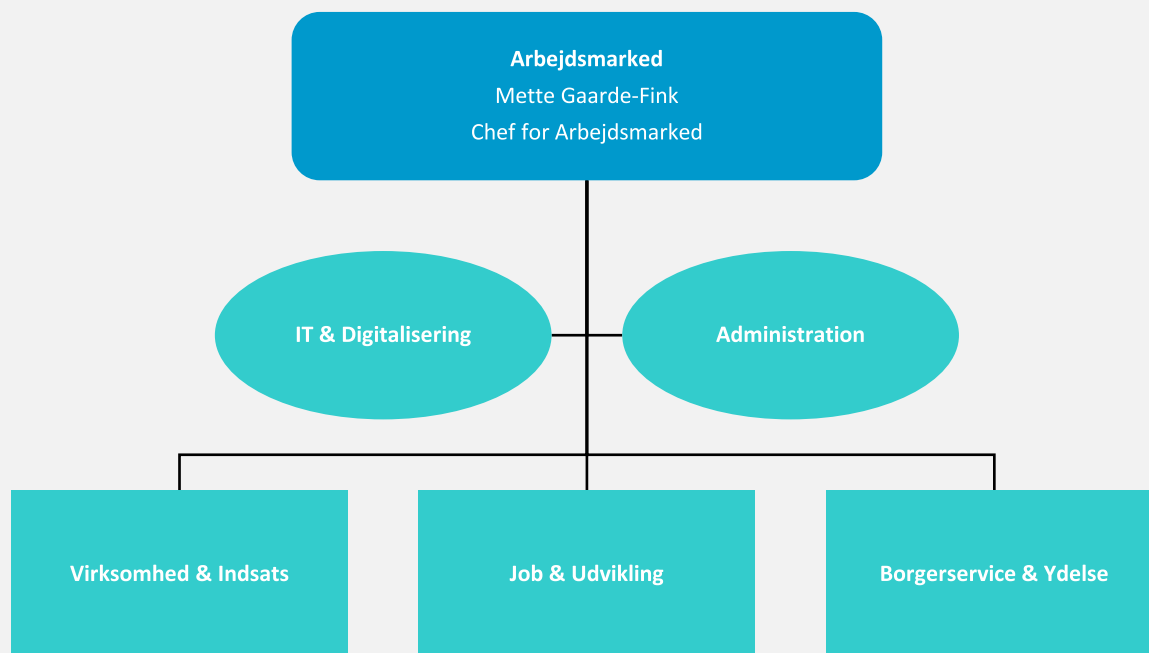 Arbejdsmarked
Mette Gaarde-Fink
Chef for Arbejdsmarked
IT & Digitalisering
Administration
Virksomhed & Indsats
Job & Udvikling
Borgerservice & Ydelse